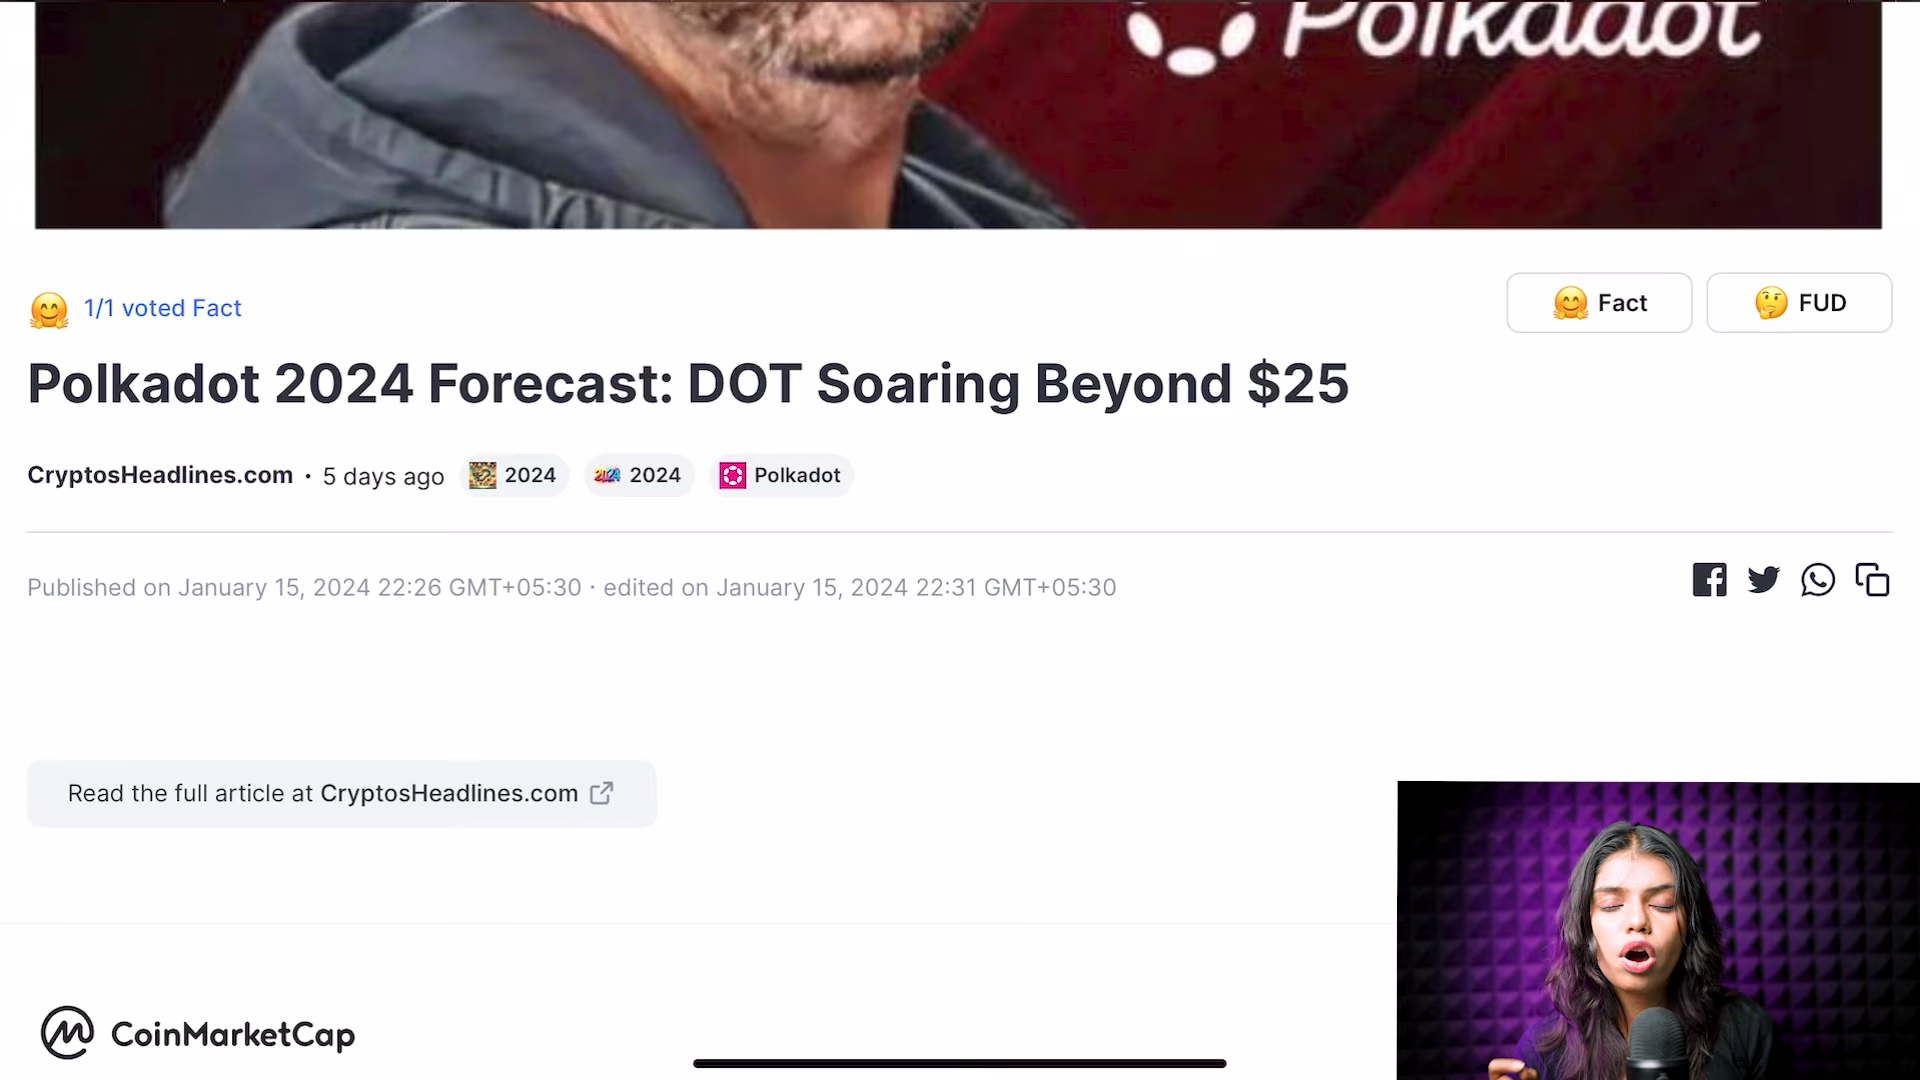 Polkadot
1/1 voted Fact
Fact
FUD
Polkadot 2024 Forecast: DOT Soaring Beyond $25
CryptosHeadlines.com · 5 days ago 2024 2024 Polkadot
Published on January 15, 2024 22:26 GMT+05:30 · edited on January 15, 2024 22:31 GMT+05:30
Read the full article at CryptosHeadlines.com
CoinMarketCap